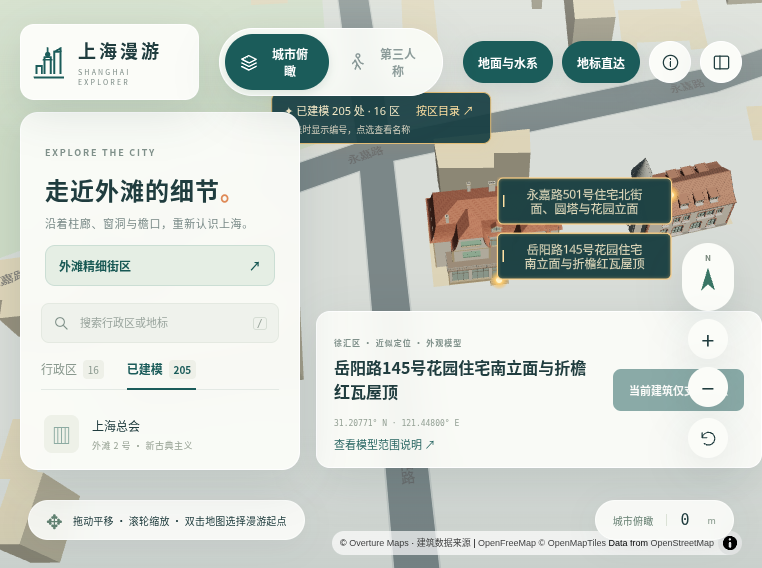 上海漫游
SHANGHAI
EXPLORER
城市俯
瞰
第三人
称
地面与水系
地标直达
✦ 已建模 205 处 · 16 区 按区目录 ↗
时显示编号，点选查看名称
EXPLORE THE CITY
走近外滩的细节。
沿着柱廊、窗洞与檐口，重新认识上海。
外滩精细街区 ↗
搜索行政区或地标 /
行政区 16
已建模 205
上海总会
外滩 2 号 · 新古典主义
永嘉路
永嘉路
嘉路
路
永嘉路501号住宅北街
面、圆塔与花园立面
岳阳路145号花园住宅
南立面与折檐红瓦屋顶
N
徐汇区 · 近似定位 · 外观模型
岳阳路145号花园住宅南立面与折檐
红瓦屋顶
31.20771° N · 121.44800° E
查看模型范围说明 ↗
当前建筑仅
拖动平移 · 滚轮缩放 · 双击地图选择漫游起点
城市俯瞰 0 m
© Overture Maps · 建筑数据来源 | OpenFreeMap © OpenMapTiles Data from OpenStreetMap